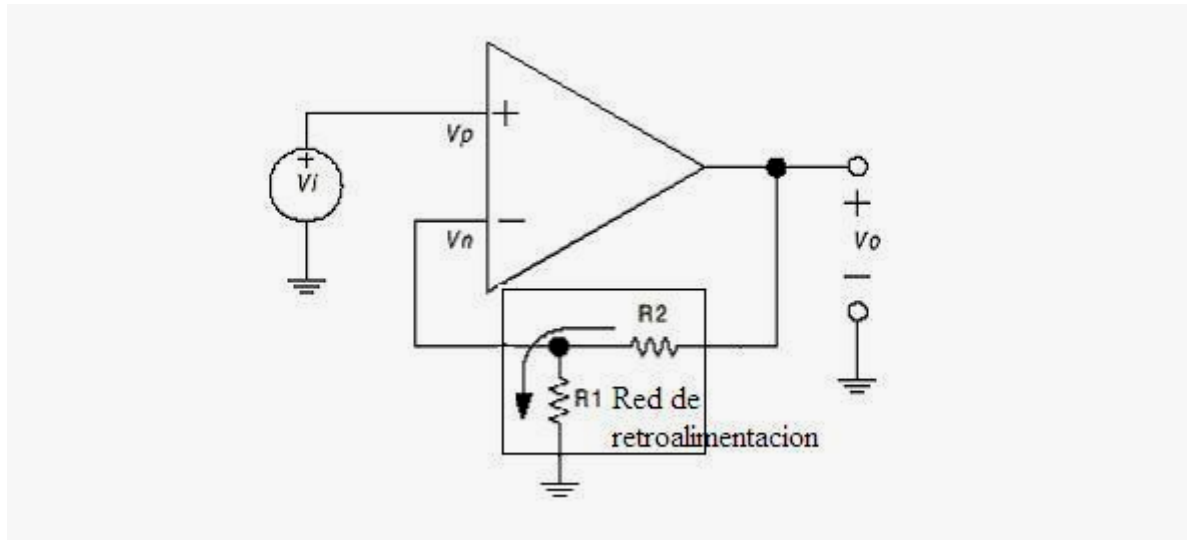 +
Vp
+
Vi
Vn
−
+
Vo
−
R2
R1 Red de
retroalimentacion